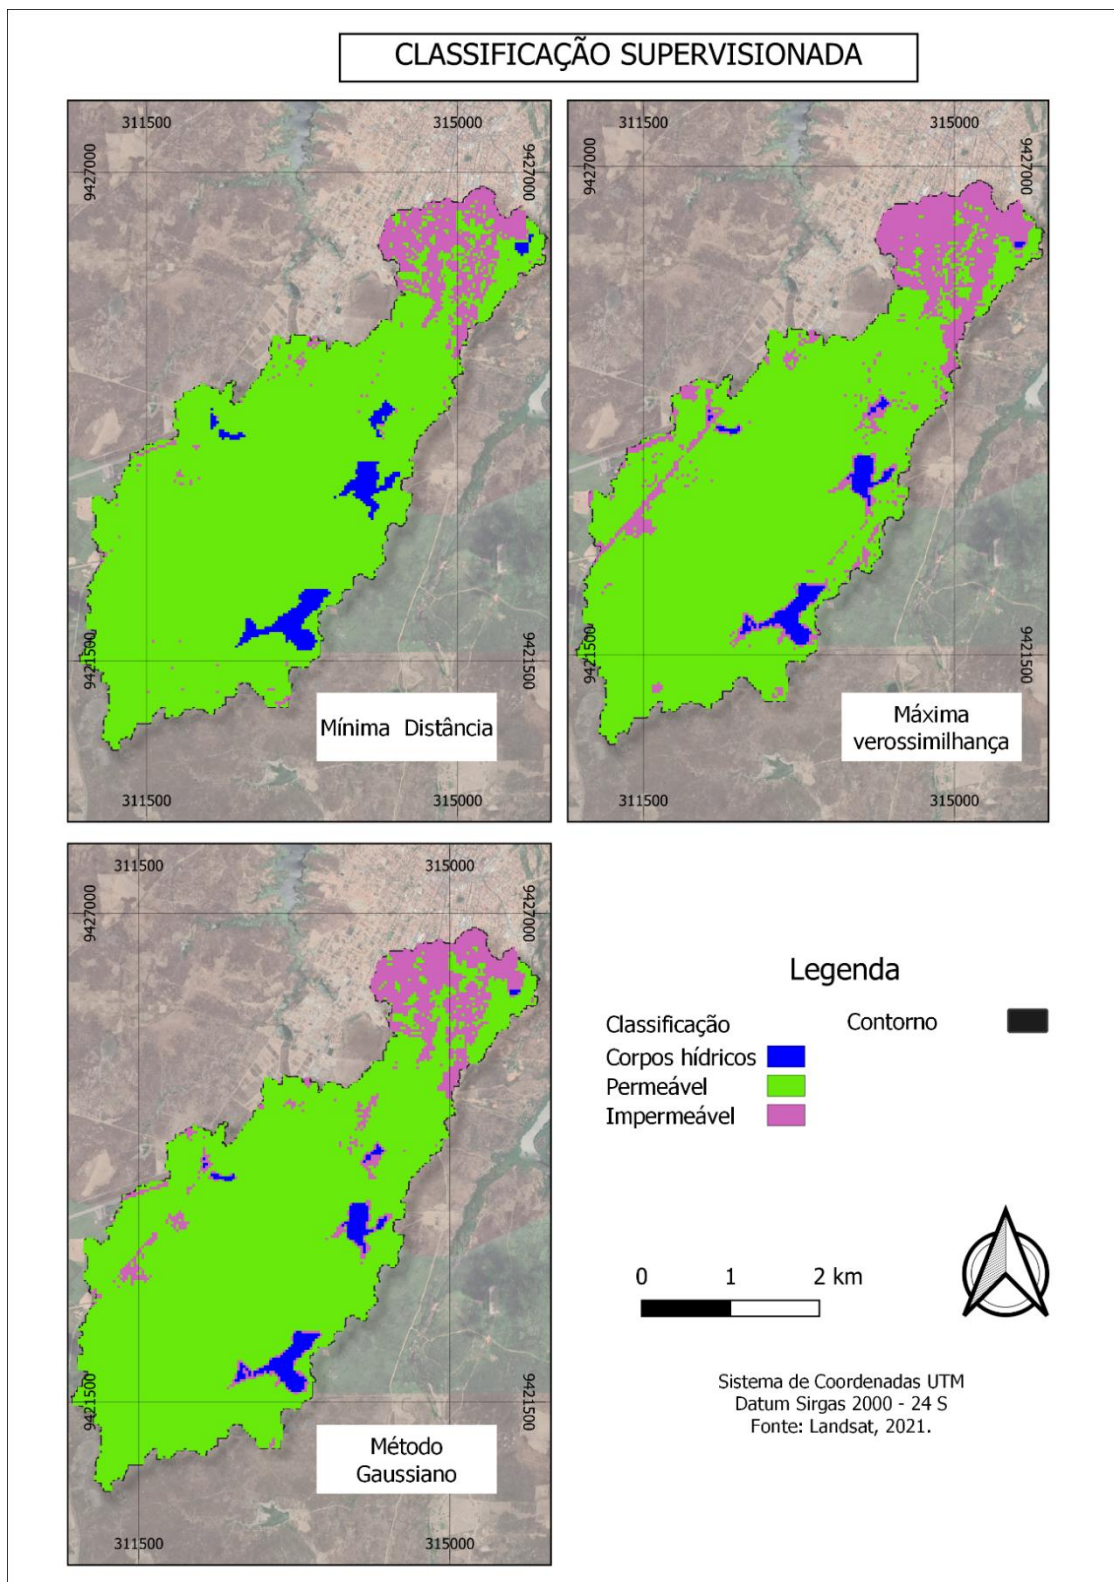 CLASSIFICAÇÃO SUPERVISIONADA
311500
315000
9427000
9427000
9421500
9421500
Mínima Distância
311500
315000
311500
315000
9427000
9427000
9421500
9421500
Máxima
verossimilhança
311500
315000
311500
315000
9427000
9427000
9421500
9421500
Método
Gaussiano
311500
315000
Legenda
Classificação
Contorno
Corpos hídricos
Permeável
Impermeável
0 1 2 km
Sistema de Coordenadas UTM
Datum Sirgas 2000 - 24 S
Fonte: Landsat, 2021.